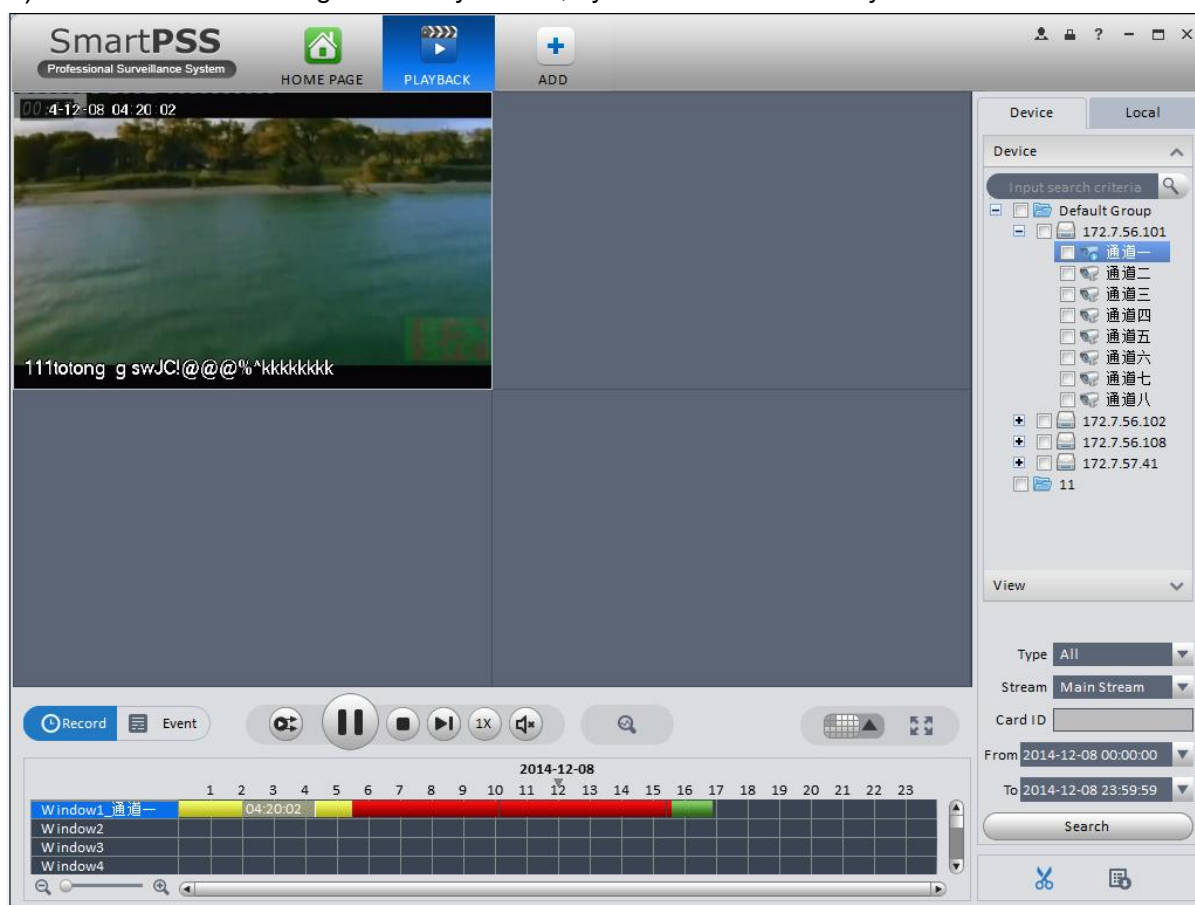 SmartPSS
Professional Surveillance System
HOME PAGE
PLAYBACK
ADD
4-12-08 04:20:02
111totong g swJC!@@@%^kkkkkkkk
Device Local
Device
Input search criteria
Default Group
172.7.56.101
通道一
通道二
通道三
通道四
通道五
通道六
通道七
通道八
172.7.56.102
172.7.56.108
172.7.57.41
11
View
Type All
Stream Main Stream
Card ID
From 2014-12-08 00:00:00
To 2014-12-08 23:59:59
Search
Record Event
1X
2014-12-08
1 2 3 4 5 6 7 8 9 10 11 12 13 14 15 16 17 18 19 20 21 22 23
Window1_通道一 04:20:02
Window2
Window3
Window4